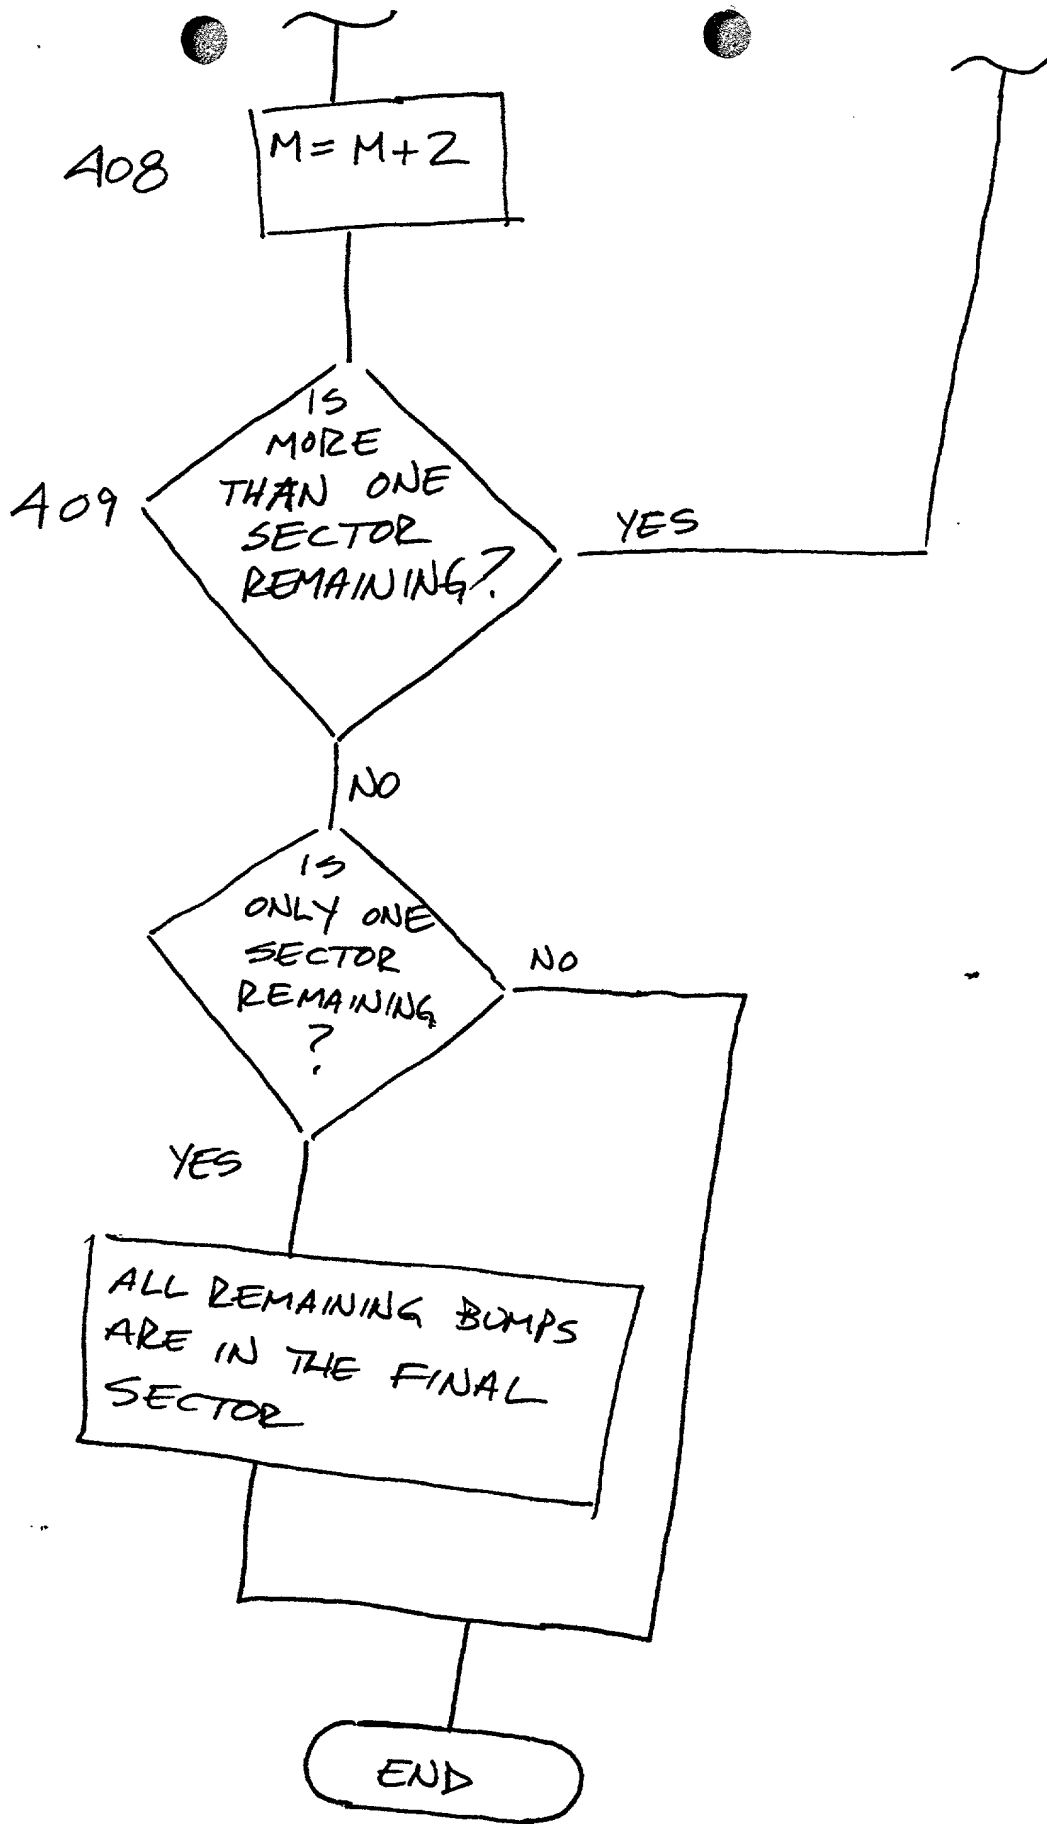 408
M = M + 2
409
IS
MORE
THAN ONE
SECTOR
REMAINING?
YES
NO
IS
ONLY ONE
SECTOR
REMAINING
?
NO
YES
ALL REMAINING BUMPS
ARE IN THE FINAL
SECTOR
END